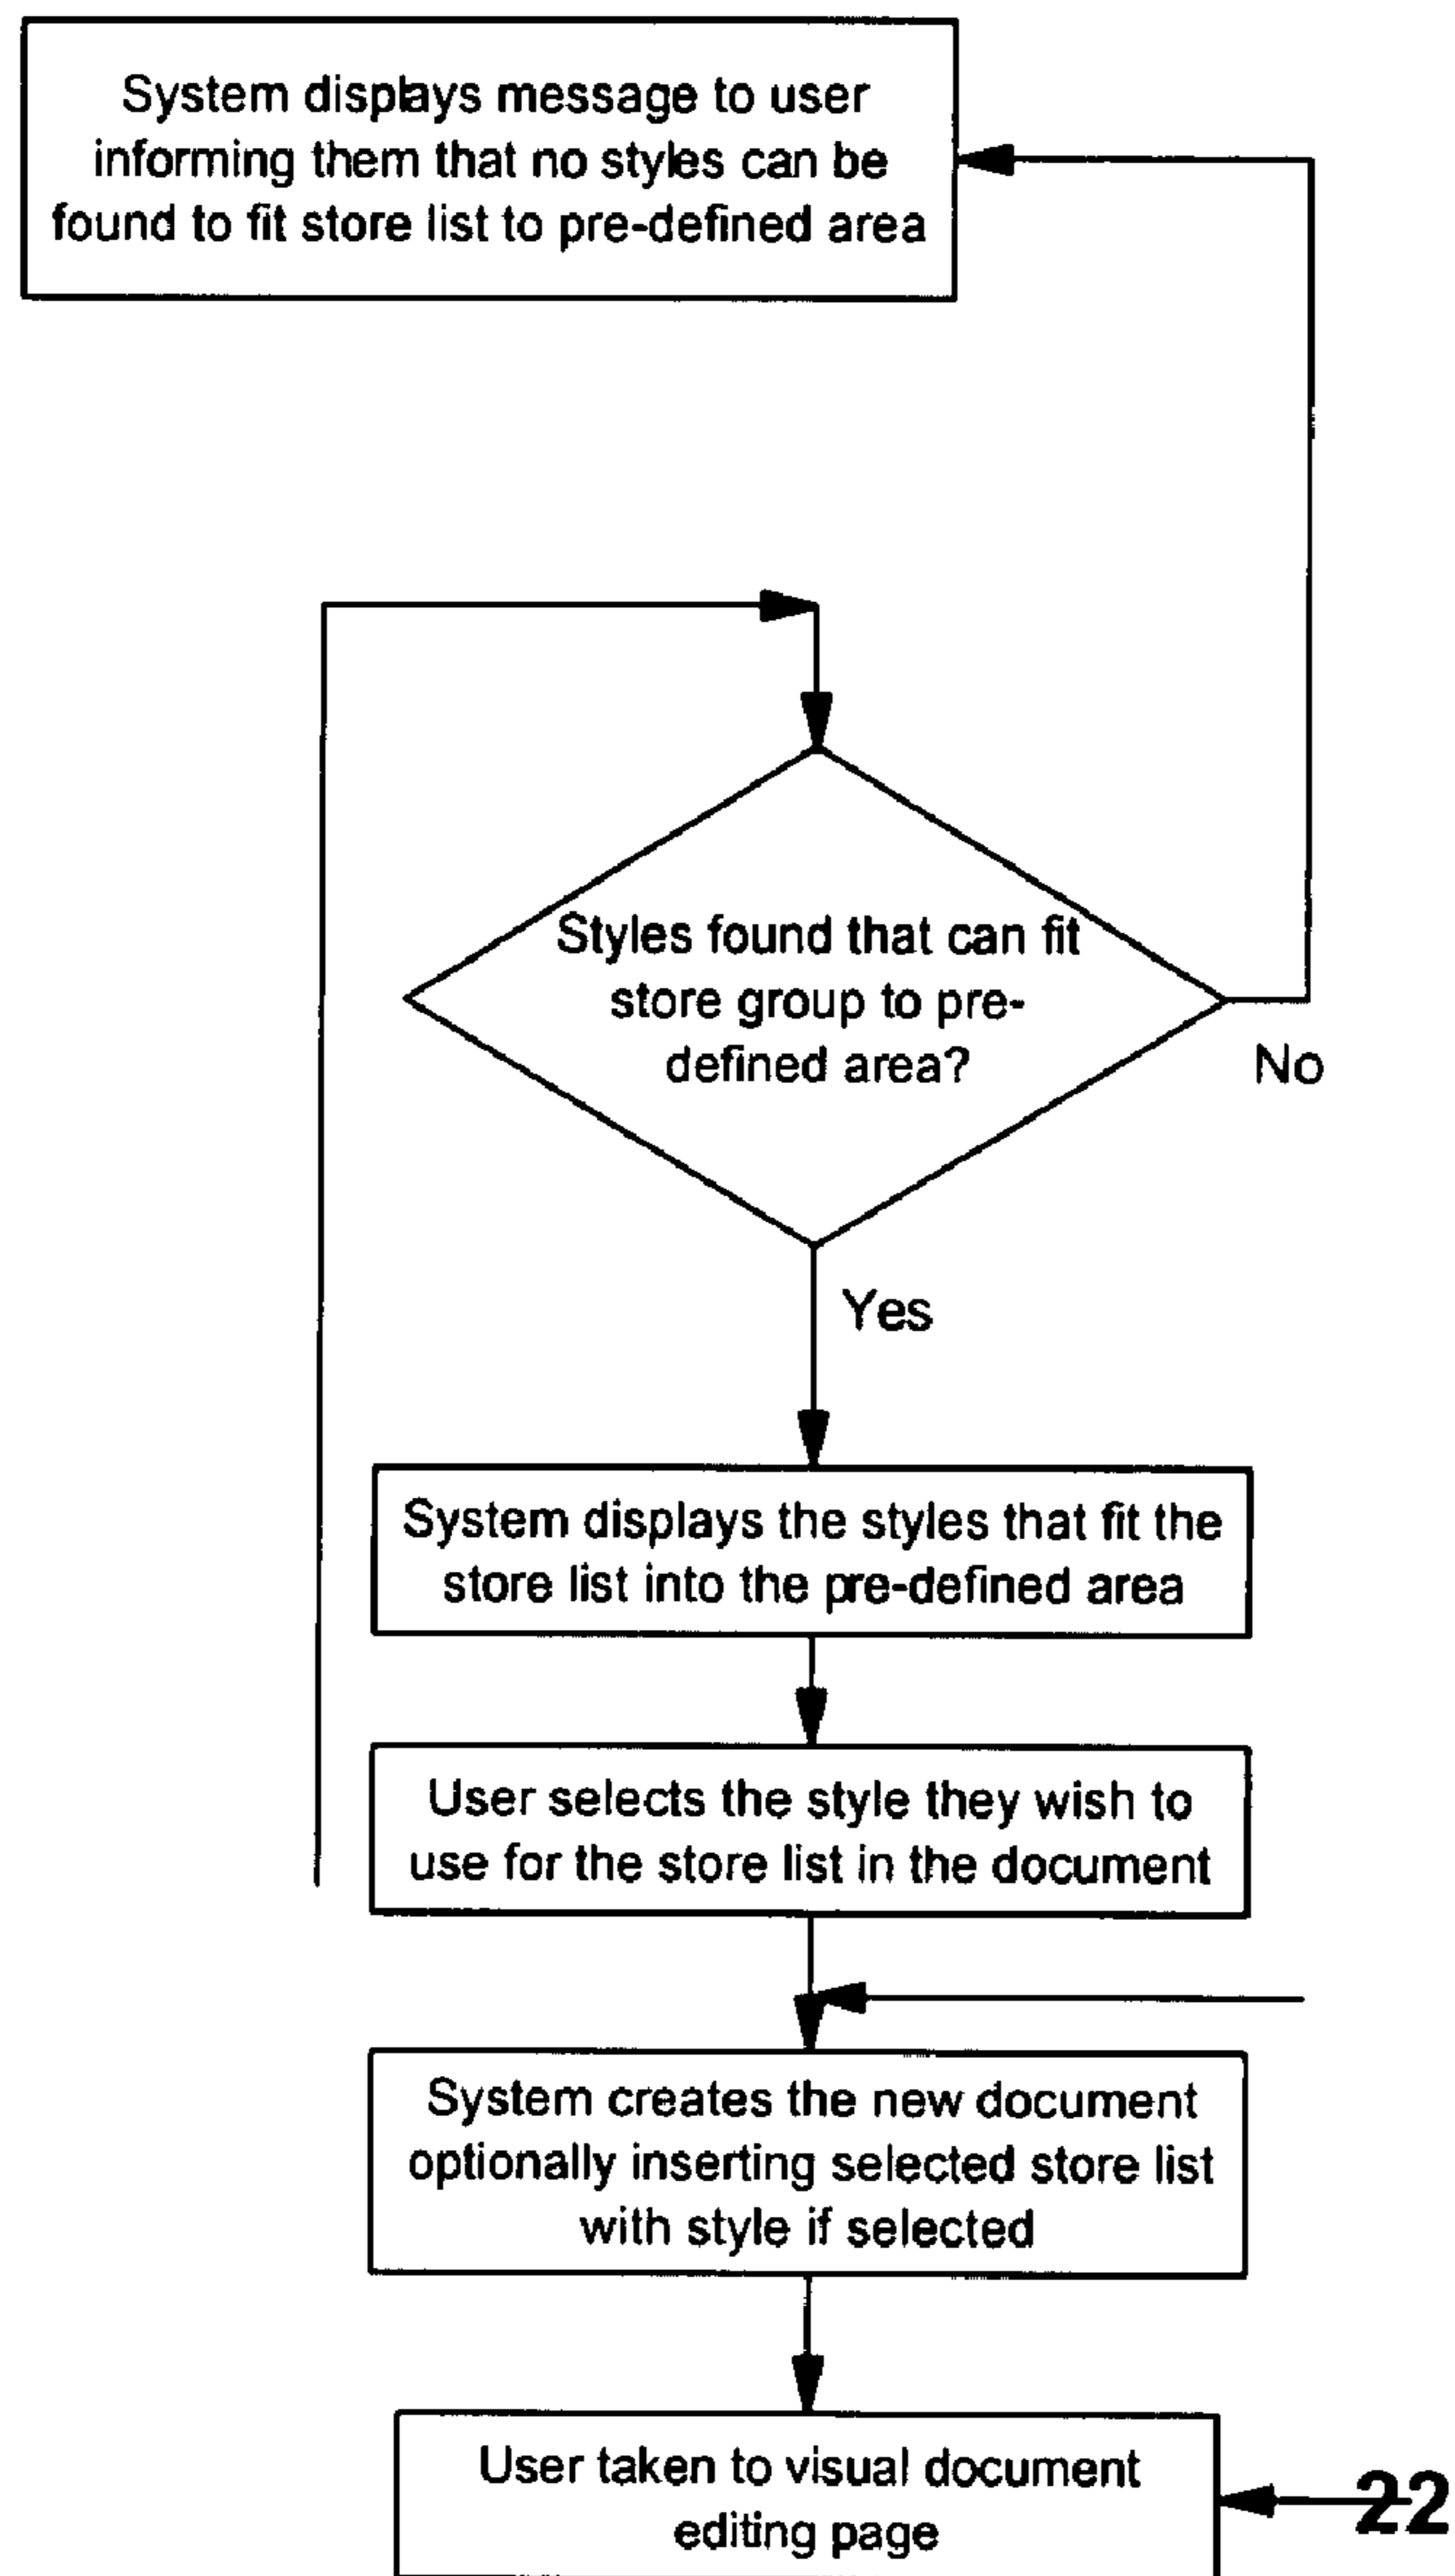 System displays message to user
informing them that no styles can be
found to fit store list to pre-defined area
Styles found that can fit
store group to pre-
defined area?
No
Yes
System displays the styles that fit the
store list into the pre-defined area
User selects the style they wish to
use for the store list in the document
System creates the new document
optionally inserting selected store list
with style if selected
User taken to visual document
editing page
22